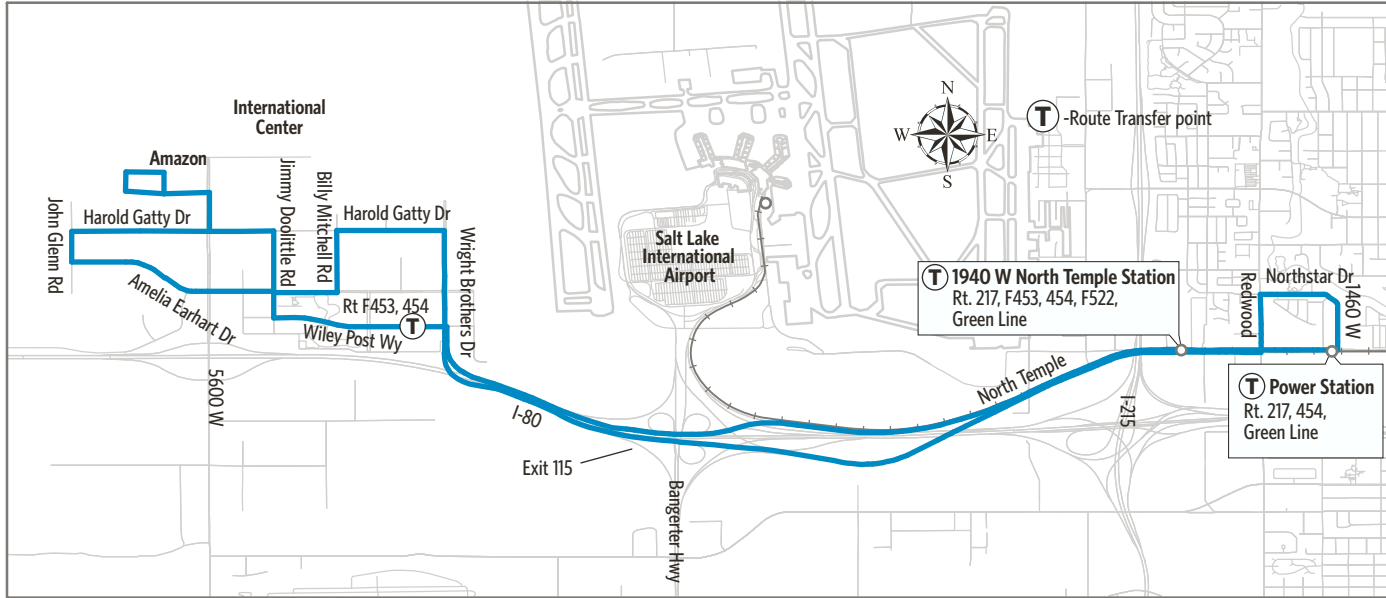 International
Center
Amazon
John Glenn Rd
Harold Gatty Dr
Jimmy Doolittle Rd
Billy Mitchell Rd
Harold Gatty Dr
Wright Brothers Dr
Amelia Earhart Dr
Rt F453, 454
T
Wiley Post Wy
5600 W
I-80
Exit 115
Bangerter Hwy
Salt Lake
International
Airport
N
W
E
S
T -Route Transfer point
T 1940 W North Temple Station
Rt. 217, F453, 454, F522,
Green Line
North Temple
I-215
Redwood
Northstar Dr
1460 W
T Power Station
Rt. 217, 454,
Green Line